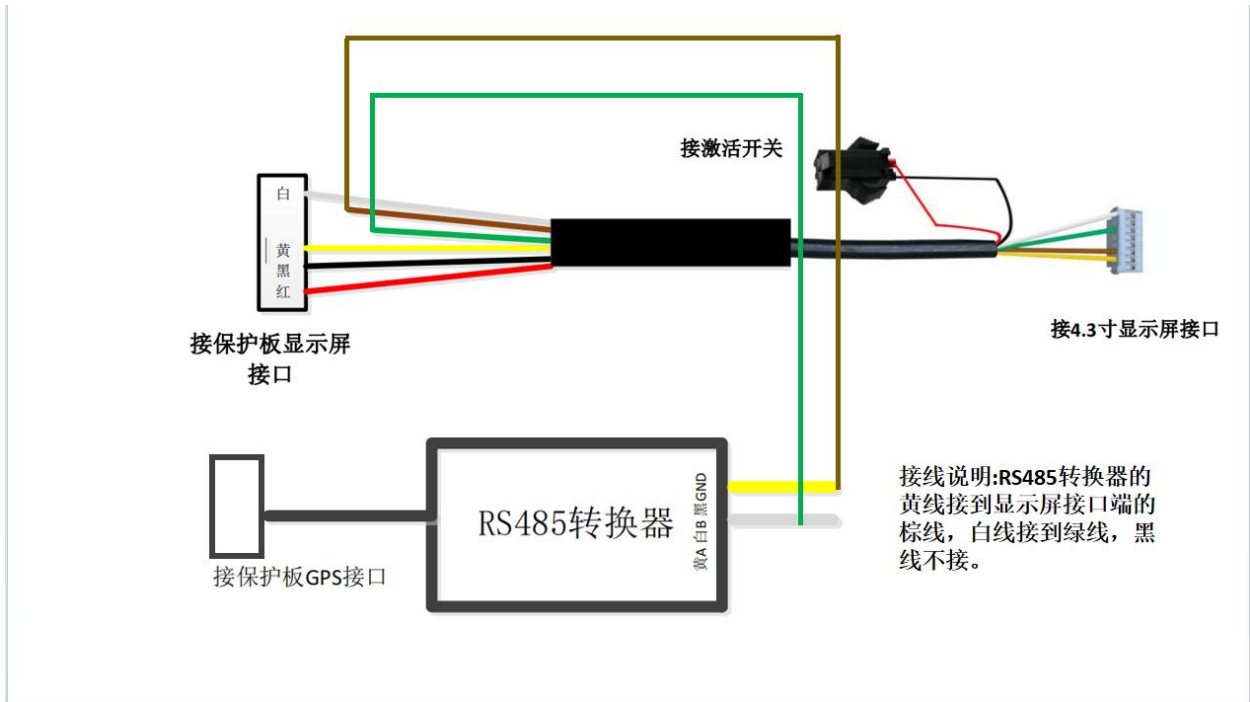 接激活开关
白
黄
黑
红
接保护板显示屏
接口
接4.3寸显示屏接口
RS485转换器
黄A 白B 黑GND
接保护板GPS接口
接线说明:RS485转换器的
黄线接到显示屏接口端的
棕线，白线接到绿线，黑
线不接。